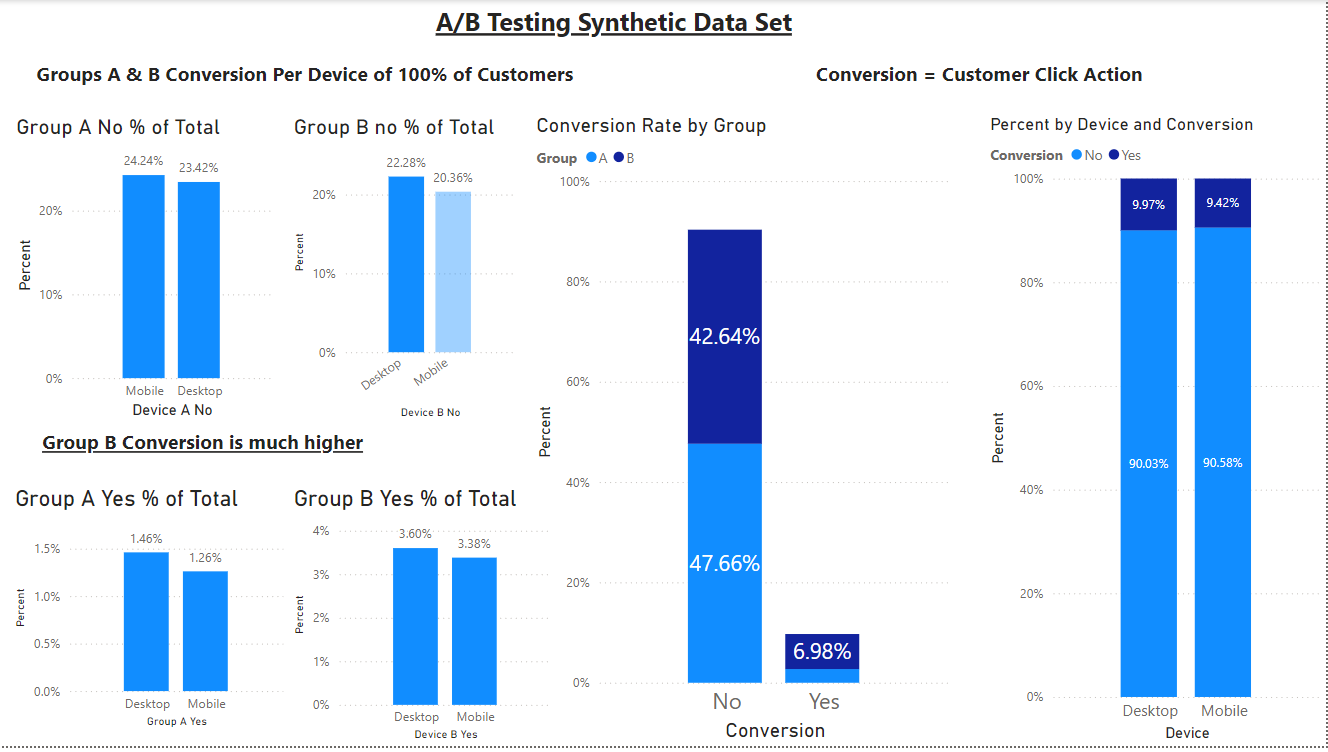 A/B Testing Synthetic Data Set
Groups A & B Conversion Per Device of 100% of Customers
Conversion = Customer Click Action
Group A No % of Total
24.24%
23.42%
20%
10%
0%
Percent
Mobile
Desktop
Device A No
Group B no % of Total
22.28%
20.36%
20%
10%
0%
Percent
Desktop
Mobile
Device B No
Group B Conversion is much higher
Group A Yes % of Total
1.46%
1.26%
1.5%
1.0%
0.5%
0.0%
Percent
Desktop
Mobile
Group A Yes
Group B Yes % of Total
3.60%
3.38%
4%
3%
2%
1%
0%
Percent
Desktop
Mobile
Device B Yes
Conversion Rate by Group
Group A B
100%
80%
60%
40%
20%
0%
Percent
42.64%
47.66%
6.98%
No
Yes
Conversion
Percent by Device and Conversion
Conversion No Yes
100%
80%
60%
40%
20%
0%
Percent
9.97%
9.42%
90.03%
90.58%
Desktop
Mobile
Device